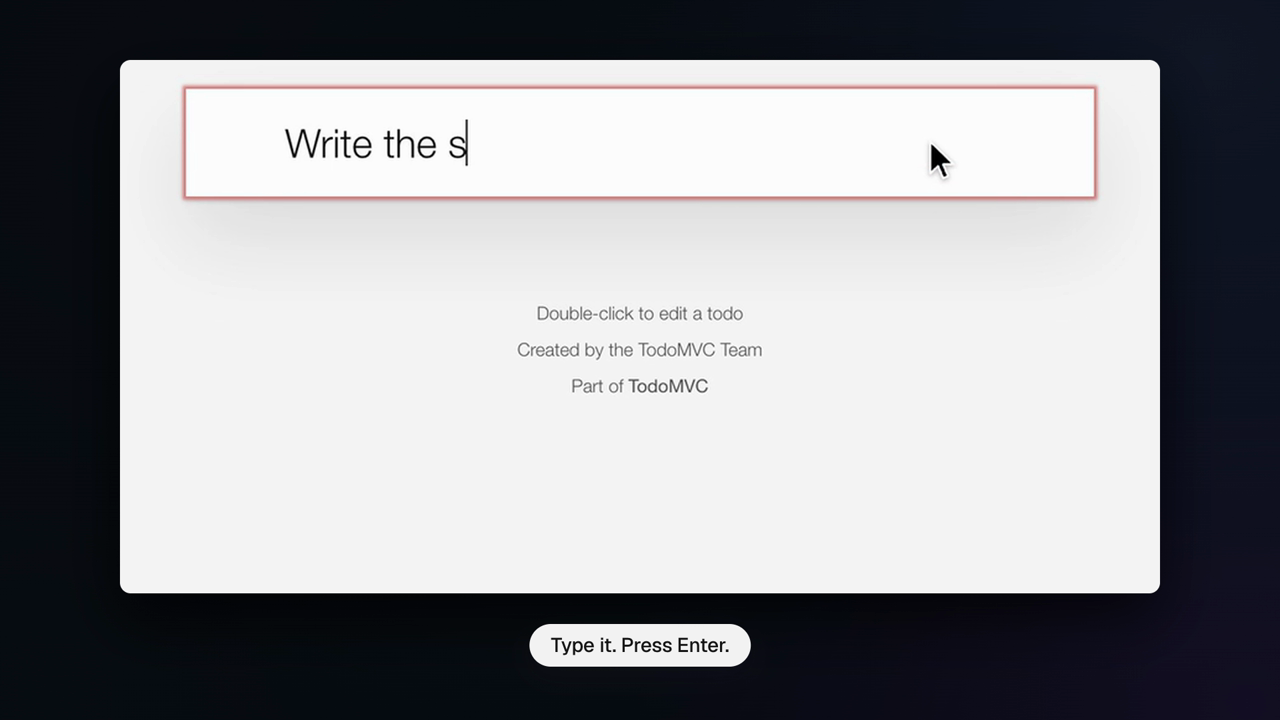 Write the s
Double-click to edit a todo
Created by the TodoMVC Team
Part of TodoMVC
Type it. Press Enter.